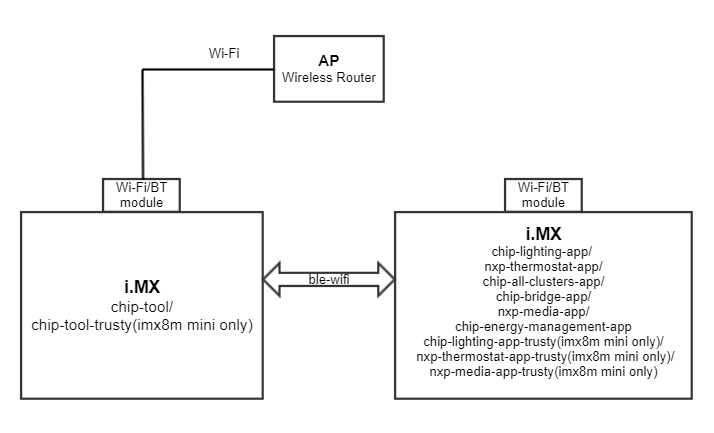 Wi-Fi
AP
Wireless Router
Wi-Fi/BT
module
i.MX
chip-tool/
chip-tool-trusty(imx8m mini only)
ble-wifi
Wi-Fi/BT
module
i.MX
chip-lighting-app/
nxp-thermostat-app/
chip-all-clusters-app/
chip-bridge-app/
nxp-media-app/
chip-energy-management-app
chip-lighting-app-trusty(imx8m mini only)/
nxp-thermostat-app-trusty(imx8m mini only)/
nxp-media-app-trusty(imx8m mini only)